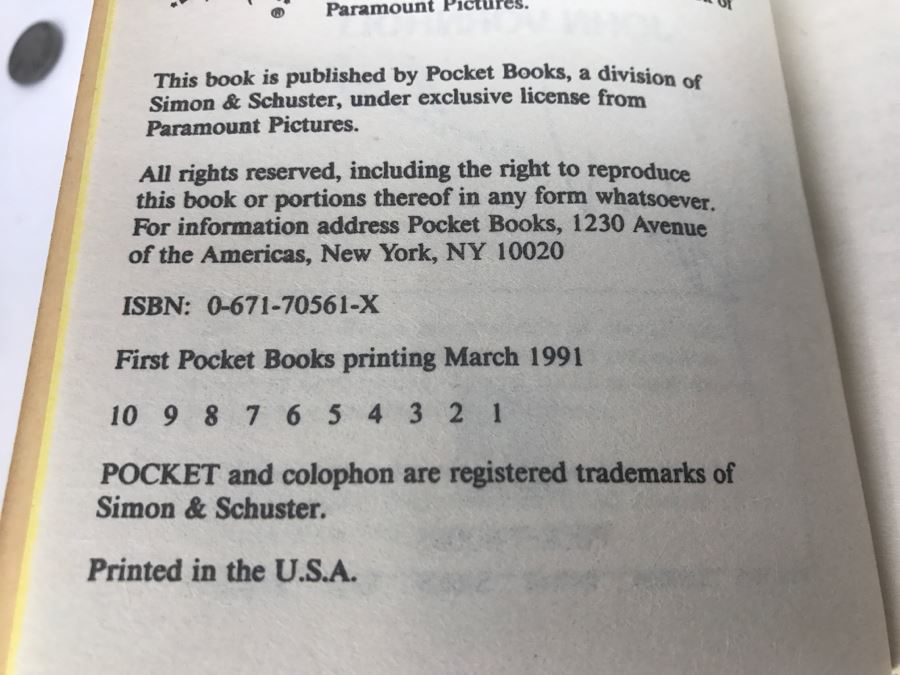 ®
Paramount Pictures.
of
This book is published by Pocket Books, a division of
Simon & Schuster, under exclusive license from
Paramount Pictures.
All rights reserved, including the right to reproduce
this book or portions thereof in any form whatsoever.
For information address Pocket Books, 1230 Avenue
of the Americas, New York, NY 10020
ISBN: 0-671-70561-X
First Pocket Books printing March 1991
10 9 8 7 6 5 4 3 2 1
POCKET and colophon are registered trademarks of
Simon & Schuster.
Printed in the U.S.A.